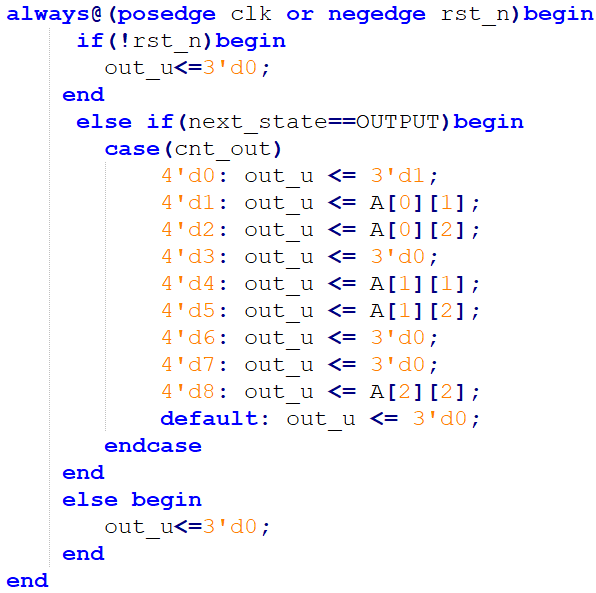 always@(posedge clk or negedge rst_n)begin
if(!rst_n)begin
out_u<=3'd0;
end
else if(next_state==OUTPUT)begin
case(cnt_out)
4'd0: out_u <= 3'd1;
4'd1: out_u <= A[0][1];
4'd2: out_u <= A[0][2];
4'd3: out_u <= 3'd0;
4'd4: out_u <= A[1][1];
4'd5: out_u <= A[1][2];
4'd6: out_u <= 3'd0;
4'd7: out_u <= 3'd0;
4'd8: out_u <= A[2][2];
default: out_u <= 3'd0;
endcase
end
else begin
out_u<=3'd0;
end
end